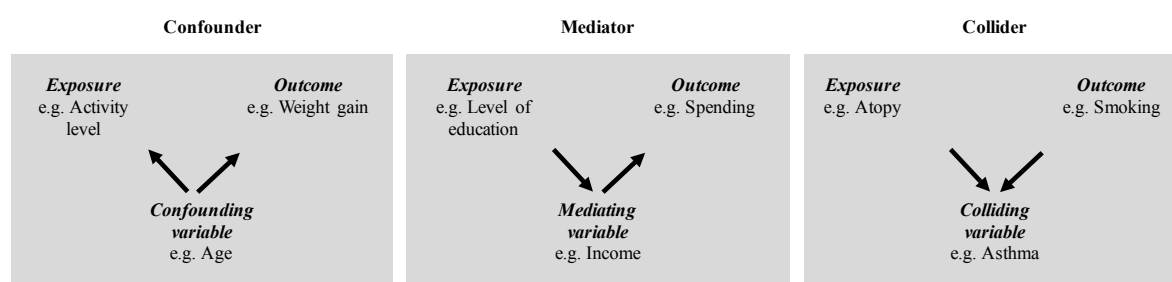 Confounder
Exposure
e.g. Activity
level
Outcome
e.g. Weight gain
Confounding
variable
e.g. Age
Mediator
Exposure
e.g. Level of
education
Outcome
e.g. Spending
Mediating
variable
e.g. Income
Collider
Exposure
e.g. Atopy
Outcome
e.g. Smoking
Colliding
variable
e.g. Asthma